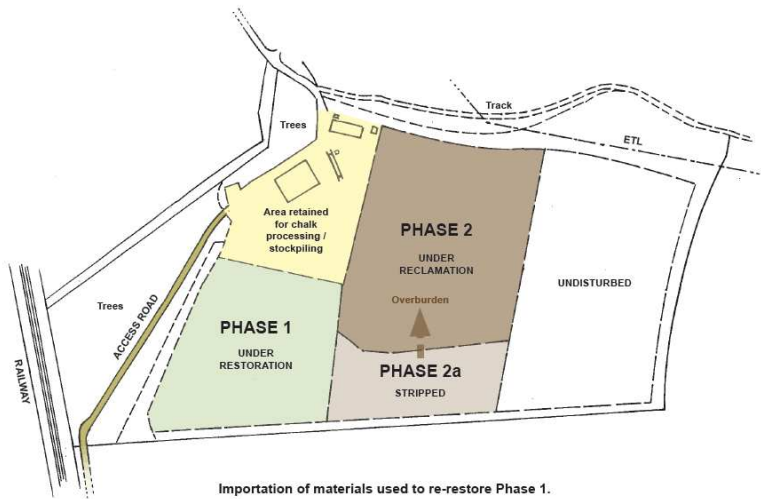 Track
Trees
ETL
Area retained
for chalk
processing /
stockpiling
PHASE 2
UNDER
RECLAMATION
UNDISTURBED
Overburden
Trees
ACCESS ROAD
PHASE 1
UNDER
RESTORATION
PHASE 2a
STRIPPED
RAILWAY
Importation of materials used to re-restore Phase 1.